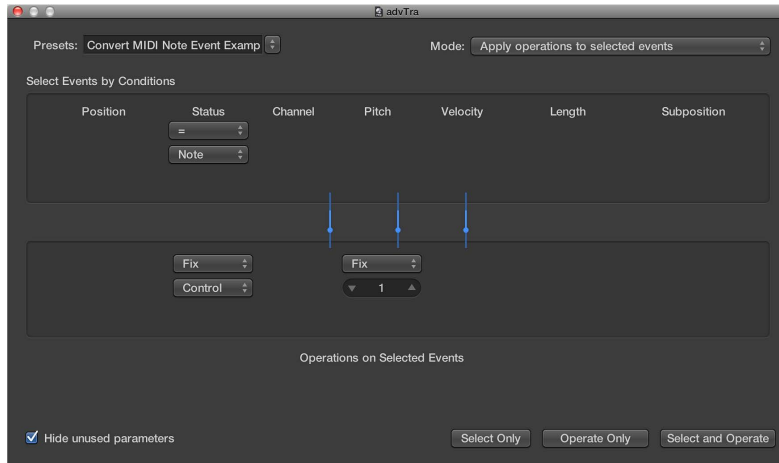 advTra
Presets: Convert MIDI Note Event Examp Mode: Apply operations to selected events
Select Events by Conditions
Position Status Channel Pitch Velocity Length Subposition
=
Note
Fix Fix
Control 1
Operations on Selected Events
Hide unused parameters Select Only Operate Only Select and Operate